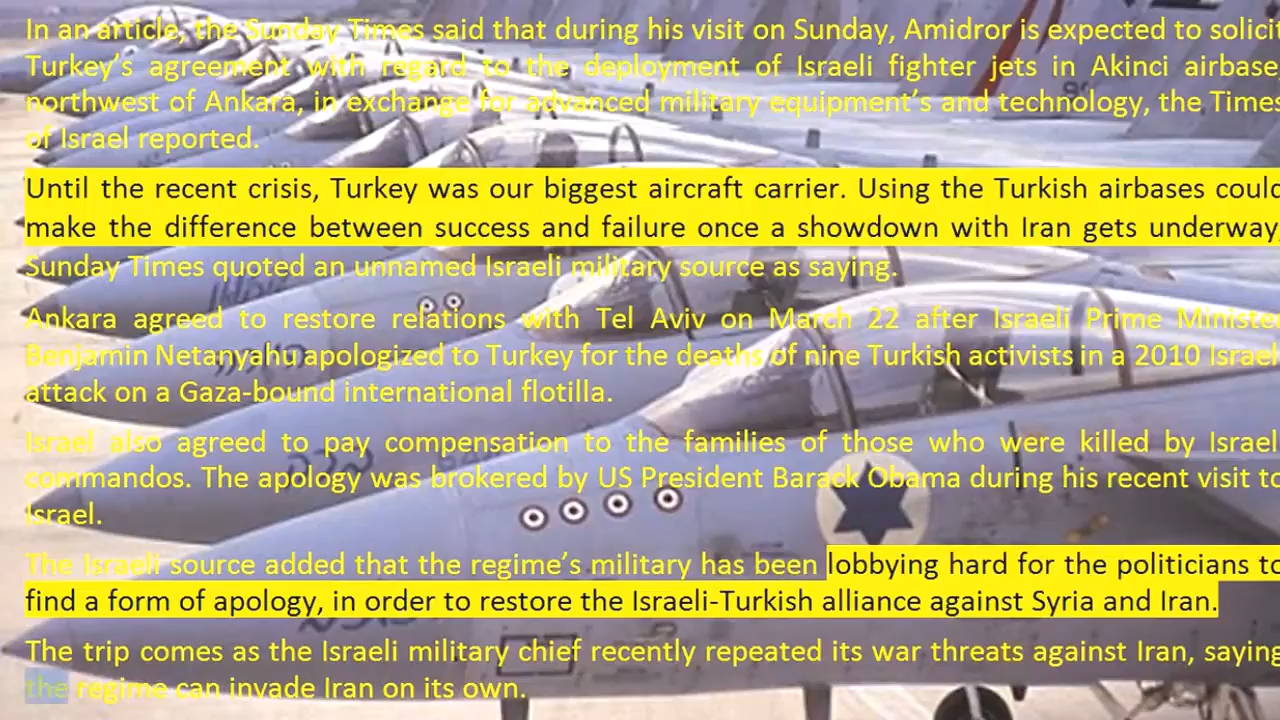 In an article, the Sunday Times said that during his visit on Sunday, Amidror is expected to solicit
Turkey’s agreement with regard to the deployment of Israeli fighter jets in Akinci airbase
northwest of Ankara, in exchange for advanced military equipment’s and technology, the Times
of Israel reported.
Until the recent crisis, Turkey was our biggest aircraft carrier. Using the Turkish airbases could
make the difference between success and failure once a showdown with Iran gets underway,
Sunday Times quoted an unnamed Israeli military source as saying.
Ankara agreed to restore relations with Tel Aviv on March 22 after Israeli Prime Minister
Benjamin Netanyahu apologized to Turkey for the deaths of nine Turkish activists in a 2010 Israeli
attack on a Gaza-bound international flotilla.
Israel also agreed to pay compensation to the families of those who were killed by Israeli
commandos. The apology was brokered by US President Barack Obama during his recent visit to
Israel.
The Israeli source added that the regime’s military has been lobbying hard for the politicians to
find a form of apology, in order to restore the Israeli-Turkish alliance against Syria and Iran.
The trip comes as the Israeli military chief recently repeated its war threats against Iran, saying
the regime can invade Iran on its own.